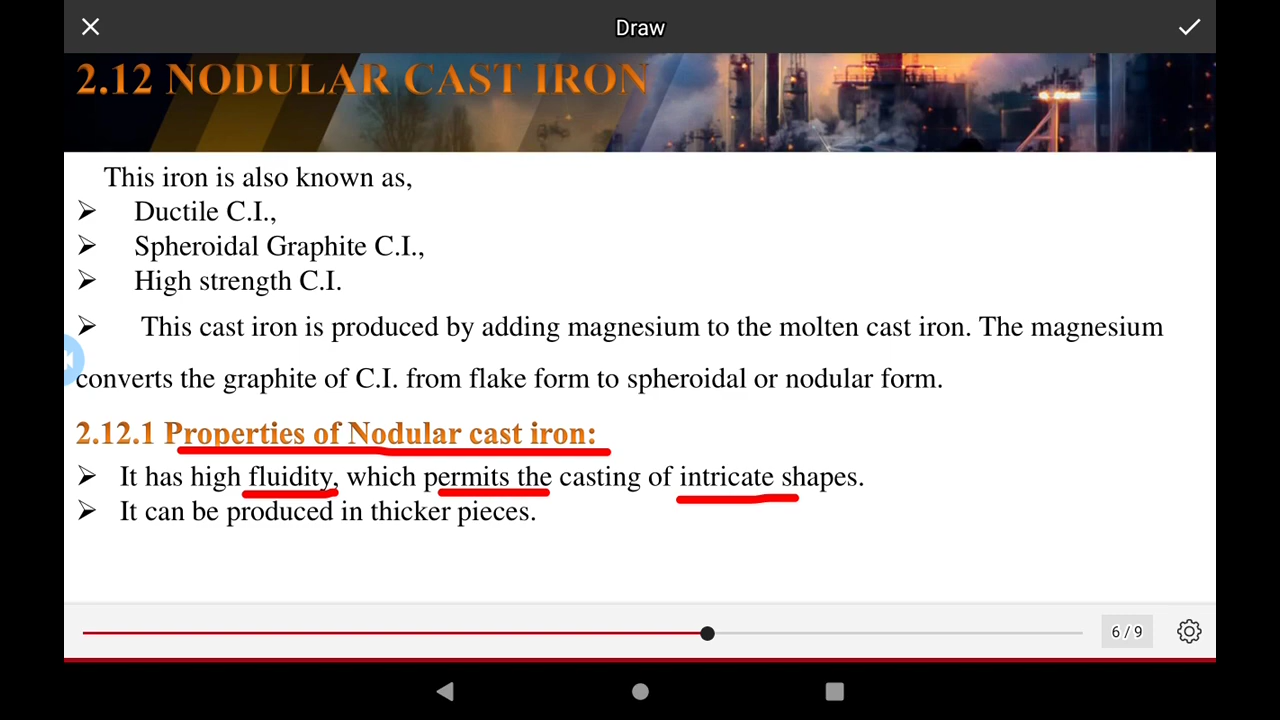 Draw
2.12 NODULAR CAST IRON
This iron is also known as,
➢ Ductile C.I.,
➢ Spheroidal Graphite C.I.,
➢ High strength C.I.
➢ This cast iron is produced by adding magnesium to the molten cast iron. The magnesium
converts the graphite of C.I. from flake form to spheroidal or nodular form.
2.12.1 Properties of Nodular cast iron:
➢ It has high fluidity, which permits the casting of intricate shapes.
➢ It can be produced in thicker pieces.
6 / 9